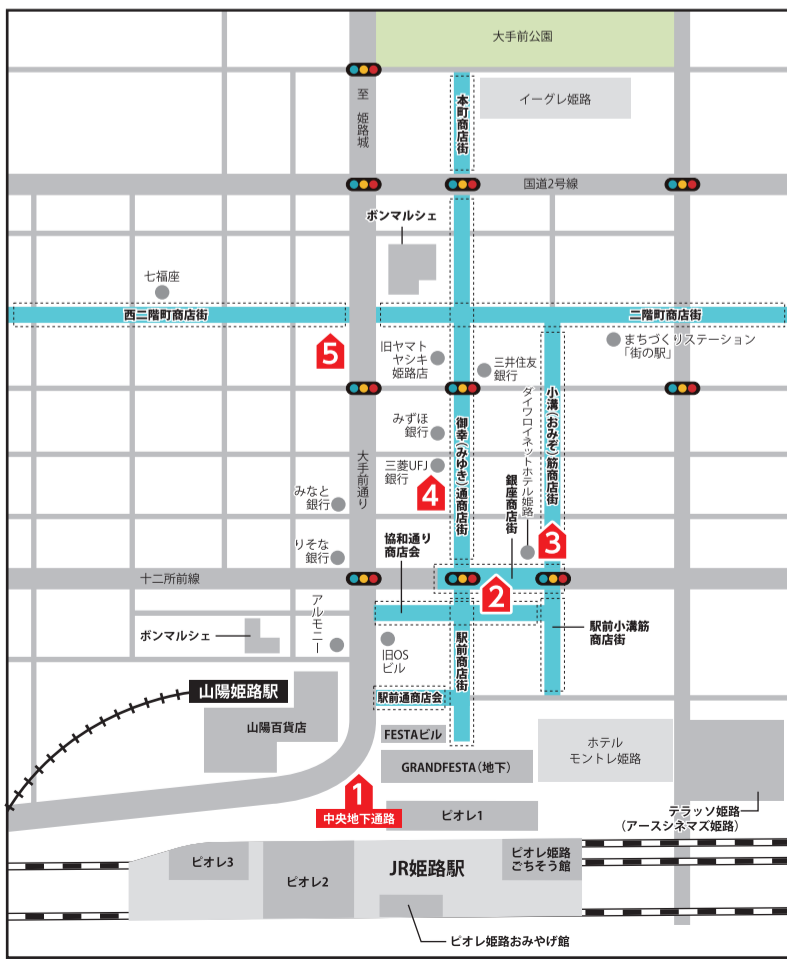 大手前公園
至 姫路城
本町商店街
イーグレ姫路
国道2号線
ボンマルシェ
七福座
西二階町商店街
二階町商店街
5
旧ヤマト
ヤシキ
姫路店
三井住友
銀行
まちづくりステーション
「街の駅」
みずほ
銀行
御幸(みゆき)通商店街
ダイワロイネットホテル姫路
小溝(おみぞ)筋商店街
大手前通り
三菱UFJ
銀行
4
銀座商店街
みなと
銀行
りそな
銀行
協和通り
商店会
3
十二所前線
2
アルモニー
ボンマルシェ
旧OS
ビル
駅前商店街
駅前小溝筋
商店街
山陽姫路駅
駅前通商店会
山陽百貨店
FESTAビル
ホテル
モントレ姫路
GRANDFESTA(地下)
1
中央地下通路
ピオレ1
テラッソ姫路
(アースシネマズ姫路)
ピオレ3
ピオレ2
JR姫路駅
ピオレ姫路
ごちそう館
ピオレ姫路おみやげ館